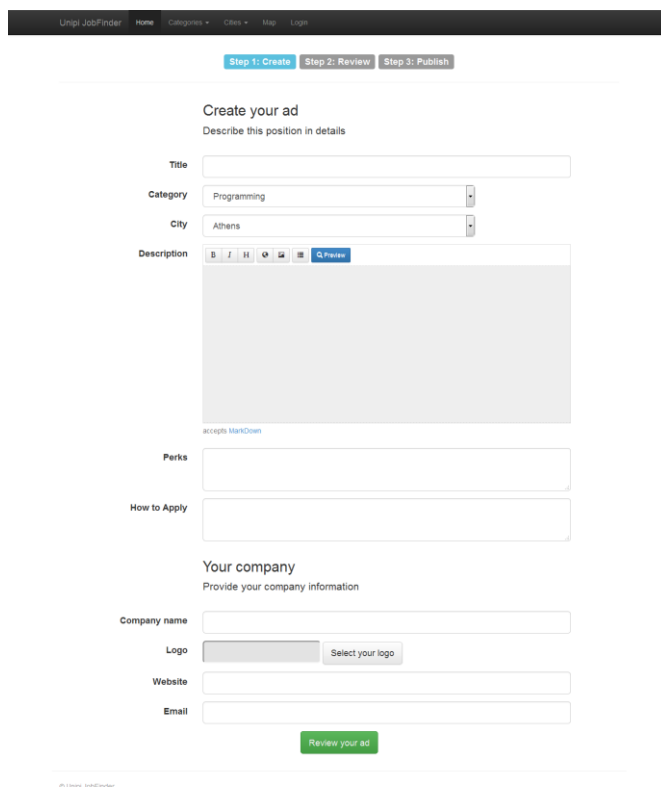 Unipi JobFinder Home Categories Cities Map Login
Step 1: Create Step 2: Review Step 3: Publish
Create your ad
Describe this position in details
Title
Category Programming
City Athens
Description B I H Preview
accepts MarkDown
Perks
How to Apply
Your company
Provide your company information
Company name
Logo Select your logo
Website
Email
Review your ad
© Unipi JobFinder